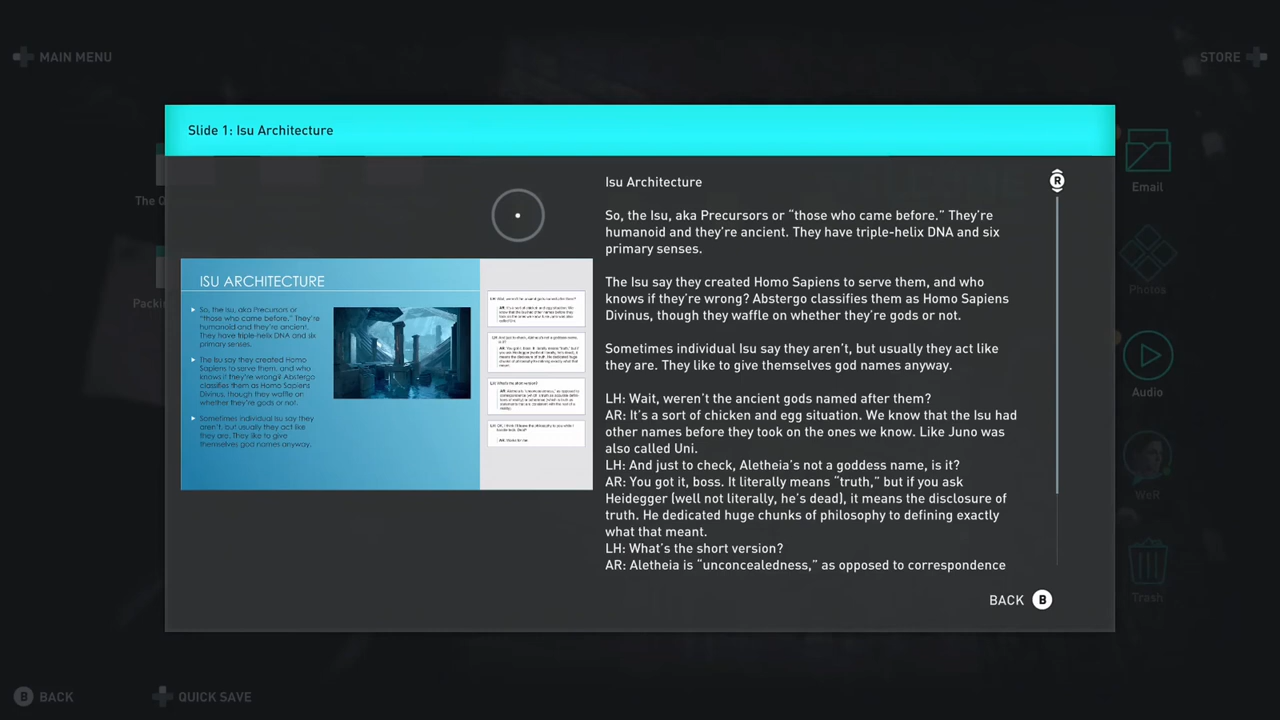 MAIN MENU
STORE
Slide 1: Isu Architecture
The
Packin
Isu Architecture
So, the Isu, aka Precursors or “those who came before.” They’re
humanoid and they’re ancient. They have triple-helix DNA and six
primary senses.
The Isu say they created Homo Sapiens to serve them, and who
knows if they’re wrong? Abstergo classifies them as Homo Sapiens
Divinus, though they waffle on whether they’re gods or not.
Sometimes individual Isu say they aren’t, but usually they act like
they are. They like to give themselves god names anyway.
LH: Wait, weren’t the ancient gods named after them?
AR: It’s a sort of chicken and egg situation. We know that the Isu had
other names before they took on the ones we know. Like Juno was
also called Uni.
LH: And just to check, Aletheia’s not a goddess name, is it?
AR: You got it, boss. It literally means “truth,” but if you ask
Heidegger (well not literally, he’s dead), it means the disclosure of
truth. He dedicated huge chunks of philosophy to defining exactly
what that meant.
LH: What’s the short version?
AR: Aletheia is “unconcealedness,” as opposed to correspondence
R
ISU ARCHITECTURE
So, the Isu, aka Precursors or
“those who came before.” They’re
humanoid and they’re ancient.
They have triple-helix DNA and six
primary senses.
The Isu say they created Homo
Sapiens to serve them, and who
knows if they’re wrong? Abstergo
classifies them as Homo Sapiens
Divinus, though they waffle on
whether they’re gods or not.
Sometimes individual Isu say they
aren’t, but usually they act like
they are. They like to give
themselves god names anyway.
Email
Photos
Audio
WeR
Trash
BACK B
B BACK
QUICK SAVE